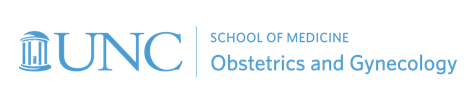 UNC
SCHOOL OF MEDICINE
Obstetrics and Gynecology